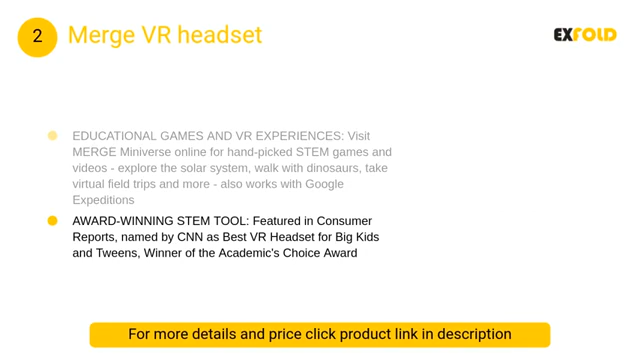 2
Merge VR headset
EXFOLD
EDUCATIONAL GAMES AND VR EXPERIENCES: Visit
MERGE Miniverse online for hand-picked STEM games and
videos - explore the solar system, walk with dinosaurs, take
virtual field trips and more - also works with Google
Expeditions
AWARD-WINNING STEM TOOL: Featured in Consumer
Reports, named by CNN as Best VR Headset for Big Kids
and Tweens, Winner of the Academic's Choice Award
For more details and price click product link in description